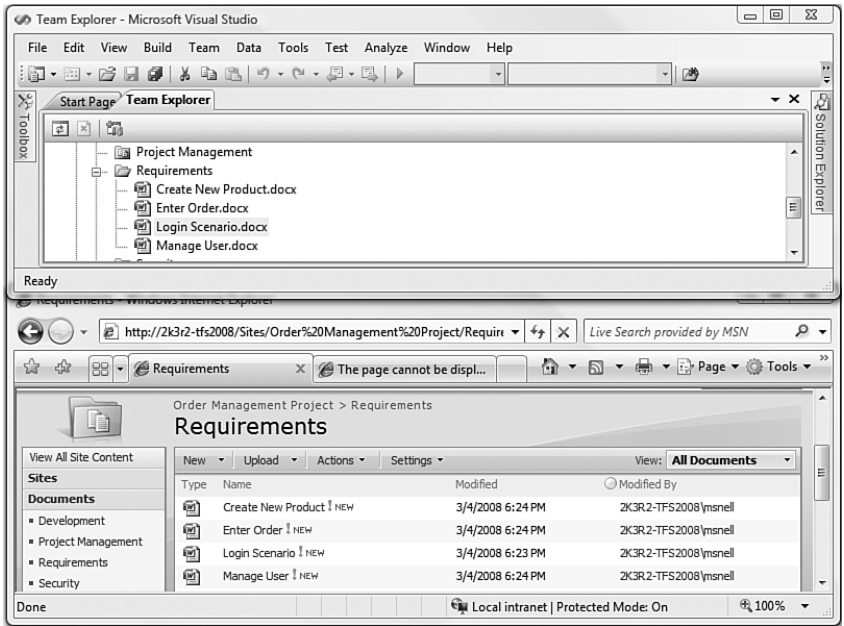 Team Explorer - Microsoft Visual Studio
File Edit View Build Team Data Tools Test Analyze Window Help
Start Page Team Explorer
Toolbox
Solution Explorer
Project Management
Requirements
Create New Product.docx
Enter Order.docx
Login Scenario.docx
Manage User.docx
Ready
Requirements - Windows Internet Explorer
http://2k3r2-tfs2008/Sites/Order%20Management%20Project/Require
Live Search provided by MSN
Requirements The page cannot be displ... Page Tools
Order Management Project > Requirements
Requirements
View All Site Content
New Upload Actions Settings View: All Documents
Sites
Documents
Development
Project Management
Requirements
Security
Type Name Modified Modified By
Create New Product ! NEW 3/4/2008 6:24 PM 2K3R2-TFS2008\msnell
Enter Order ! NEW 3/4/2008 6:24 PM 2K3R2-TFS2008\msnell
Login Scenario ! NEW 3/4/2008 6:23 PM 2K3R2-TFS2008\msnell
Manage User ! NEW 3/4/2008 6:24 PM 2K3R2-TFS2008\msnell
Done Local intranet | Protected Mode: On 100%